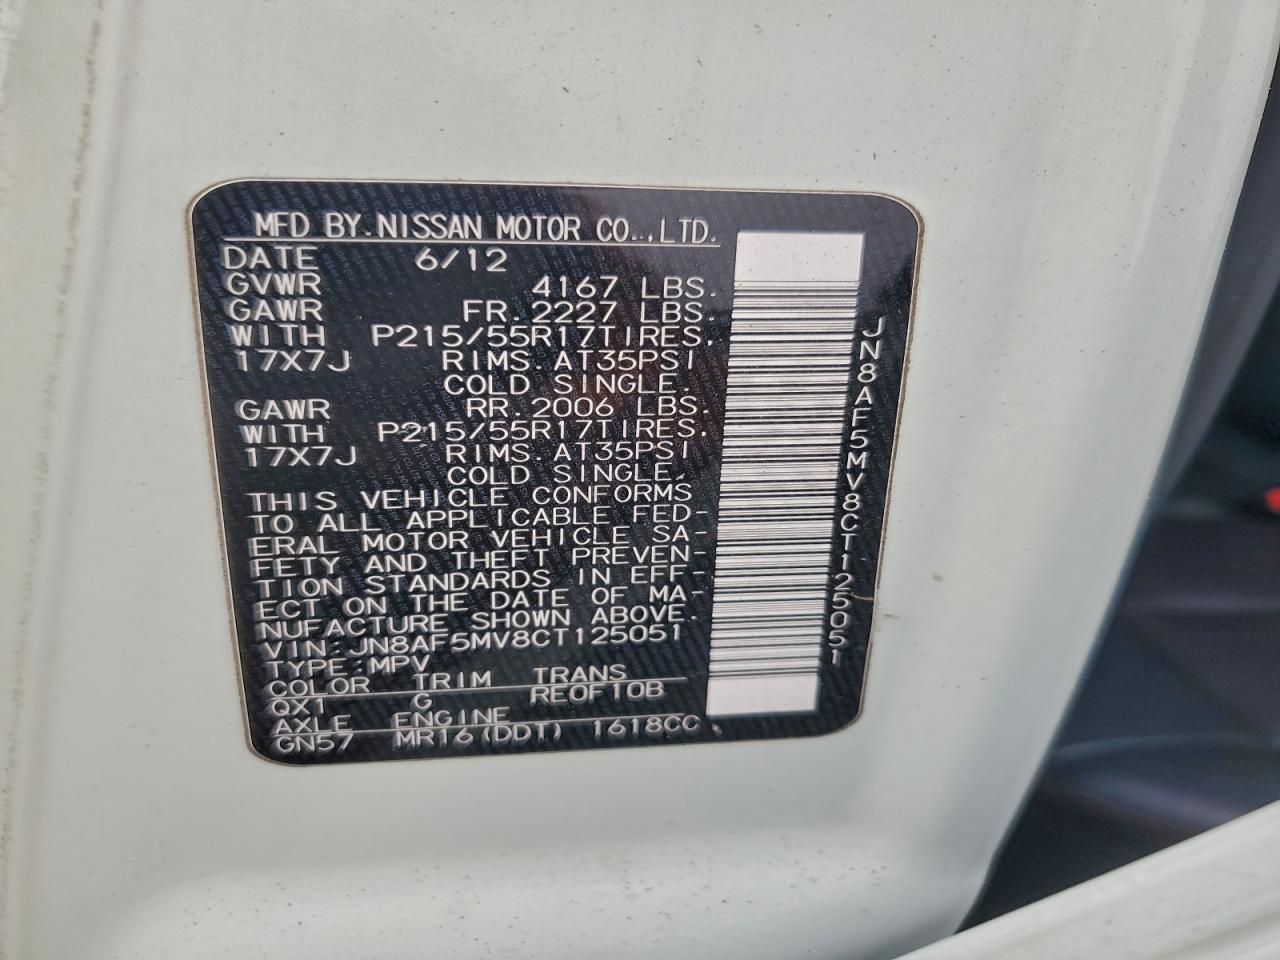 MFD BY.NISSAN MOTOR CO.,LTD.
DATE 6/12
GVWR 4167 LBS.
GAWR FR.2227 LBS.
WITH P215/55R17TIRES.
17X7J RIMS.AT35PSI
COLD SINGLE.
GAWR RR.2006 LBS.
WITH P215/55R17TIRES.
17X7J RIMS.AT35PSI
COLD SINGLE.
THIS VEHICLE CONFORMS
TO ALL APPLICABLE FED-
ERAL MOTOR VEHICLE SA-
FETY AND THEFT PREVEN-
TION STANDARDS IN EFF-
ECT ON THE DATE OF MA-
NUFACTURE SHOWN ABOVE.
VIN:JN8AF5MV8CT125051
TYPE:MPV
COLOR TRIM TRANS
QX1 G RE0F10B
AXLE ENGINE
GN57 MR16(DDT) 1618CC
JN8AF5MV8CT125051